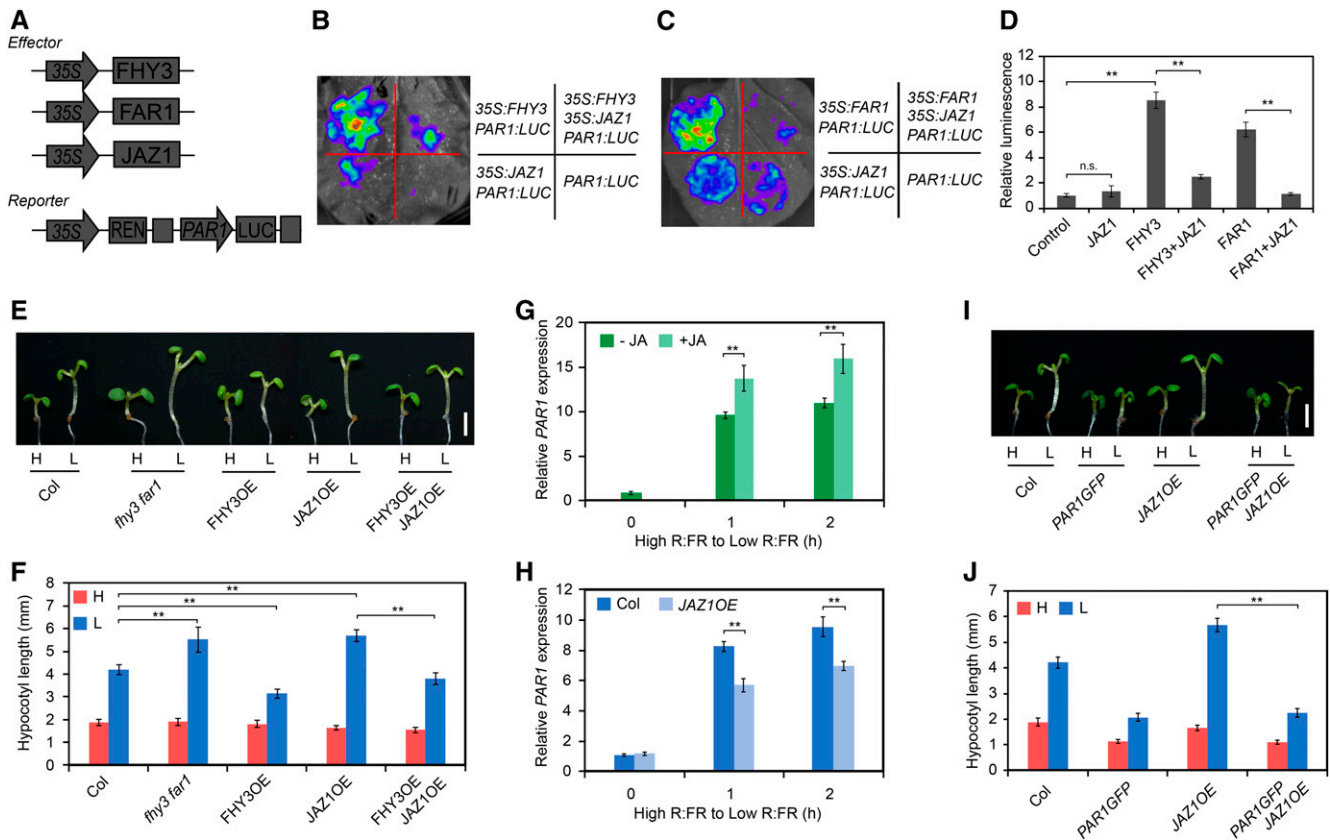 A
Effector
35S FHY3
35S FAR1
35S JAZ1
Reporter
35S REN PAR1 LUC
B
35S:FHY3
PAR1:LUC
35S:FHY3
35S:JAZ1
PAR1:LUC
35S:JAZ1
PAR1:LUC
PAR1:LUC
C
35S:FAR1
PAR1:LUC
35S:FAR1
35S:JAZ1
PAR1:LUC
35S:JAZ1
PAR1:LUC
PAR1:LUC
D
Relative luminescence
12
10
8
6
4
2
0
n.s.
**
**
**
Control
JAZ1
FHY3
FHY3+JAZ1
FAR1
FAR1+JAZ1
E
H L H L H L H L H L
Col
fhy3 far1
FHY3OE
JAZ1OE
FHY3OE
JAZ1OE
F
Hypocotyl length (mm)
8
7
6
5
4
3
2
1
0
H
L
**
**
**
**
Col
fhy3 far1
FHY3OE
JAZ1OE
FHY3OE
JAZ1OE
G
Relative PAR1 expression
20
15
10
5
0
- JA +JA
**
**
0 1 2
High R:FR to Low R:FR (h)
H
Relative PAR1 expression
12
10
8
6
4
2
0
Col JAZ1OE
**
**
0 1 2
High R:FR to Low R:FR (h)
I
H L H L H L H L
Col
PAR1GFP
JAZ1OE
PAR1GFP
JAZ1OE
J
Hypocotyl length (mm)
7
6
5
4
3
2
1
0
H L
**
Col
PAR1GFP
JAZ1OE
PAR1GFP
JAZ1OE